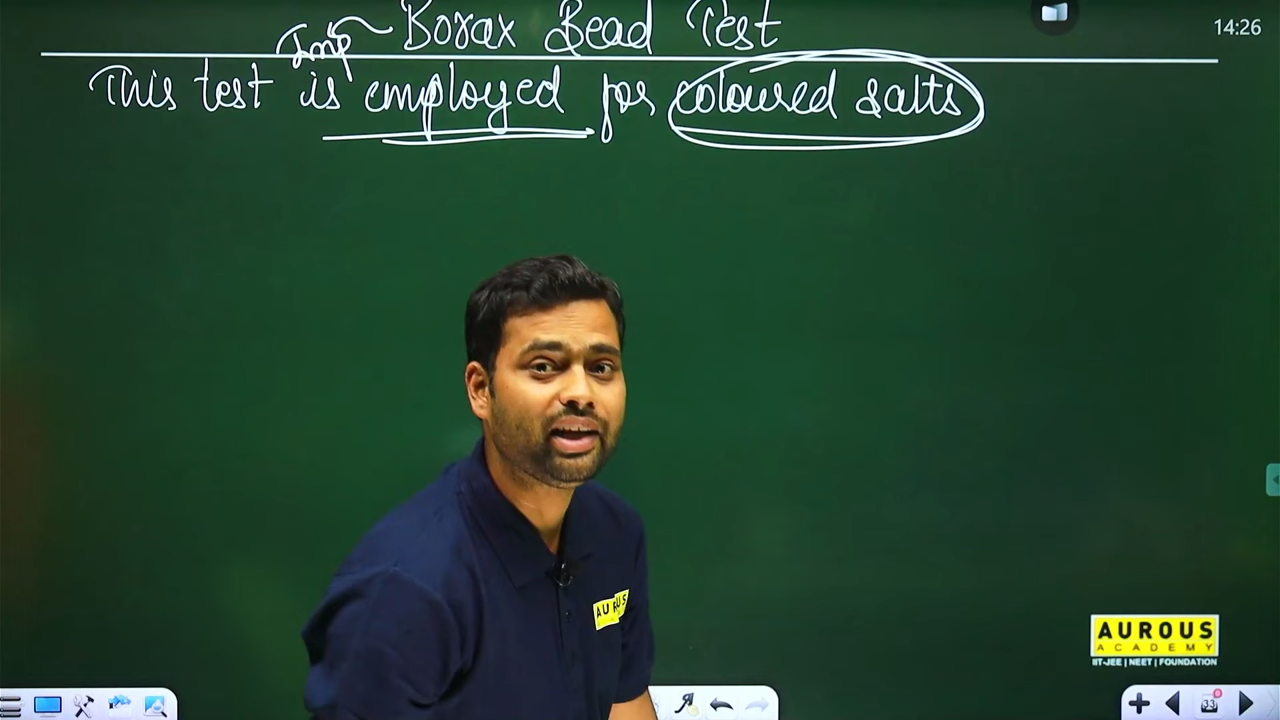 Imp Borax Bead Test
14:26
This test is employed for coloured salts
AUROUS
AUROUS
ACADEMY
IIT-JEE | NEET | FOUNDATION
33